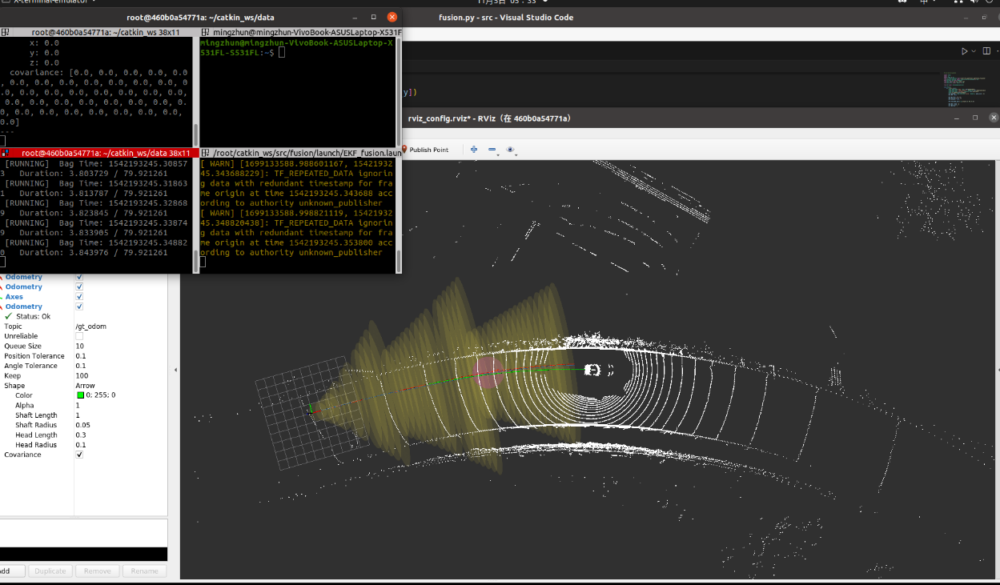 X-terminal-emulator
11月5日 05：33
中
root@460b0a54771a: ~/catkin_ws/data
fusion.py - src - Visual Studio Code
root@460b0a54771a: ~/catkin_ws 38x11
x: 0.0
y: 0.0
z: 0.0
covariance: [0.0, 0.0, 0.0, 0.0, 0.0
, 0.0, 0.0, 0.0, 0.0, 0.0, 0.0, 0.0, 0
.0, 0.0, 0.0, 0.0, 0.0, 0.0, 0.0, 0.0,
0.0, 0.0, 0.0, 0.0, 0.0, 0.0, 0.0, 0.
0, 0.0, 0.0, 0.0, 0.0, 0.0, 0.0, 0.0,
0.0]
---
mingzhun@mingzhun-VivoBook-ASUSLaptop-X531F
mingzhun@mingzhun-VivoBook-ASUSLaptop-X
531FL-S531FL:~$
y])
rviz_config.rviz* - RViz（在 460b0a54771a）
Publish Point
root@460b0a54771a: ~/catkin_ws/data 38x11
[RUNNING]  Bag Time: 1542193245.30857
3   Duration: 3.803729 / 79.921261
[RUNNING]  Bag Time: 1542193245.31863
1   Duration: 3.813787 / 79.921261
[RUNNING]  Bag Time: 1542193245.32868
9   Duration: 3.823845 / 79.921261
[RUNNING]  Bag Time: 1542193245.33874
9   Duration: 3.833905 / 79.921261
[RUNNING]  Bag Time: 1542193245.34882
0   Duration: 3.843976 / 79.921261
/root/catkin_ws/src/fusion/launch/EKF_fusion.laun
[ WARN] [1699133588.988601167, 15421932
45.343688229]: TF_REPEATED_DATA ignorin
g data with redundant timestamp for fra
me origin at time 1542193245.343688 acc
ording to authority unknown_publisher
[ WARN] [1699133588.998821119, 15421932
45.348820438]: TF_REPEATED_DATA ignorin
g data with redundant timestamp for fra
me origin at time 1542193245.353800 acc
ording to authority unknown_publisher
Odometry
Odometry
Axes
Odometry
Status: Ok
Topic /gt_odom
Unreliable
Queue Size 10
Position Tolerance 0.1
Angle Tolerance 0.1
Keep 100
Shape Arrow
Color 0; 255; 0
Alpha 1
Shaft Length 1
Shaft Radius 0.05
Head Length 0.3
Head Radius 0.1
Covariance
Add Duplicate Remove Rename